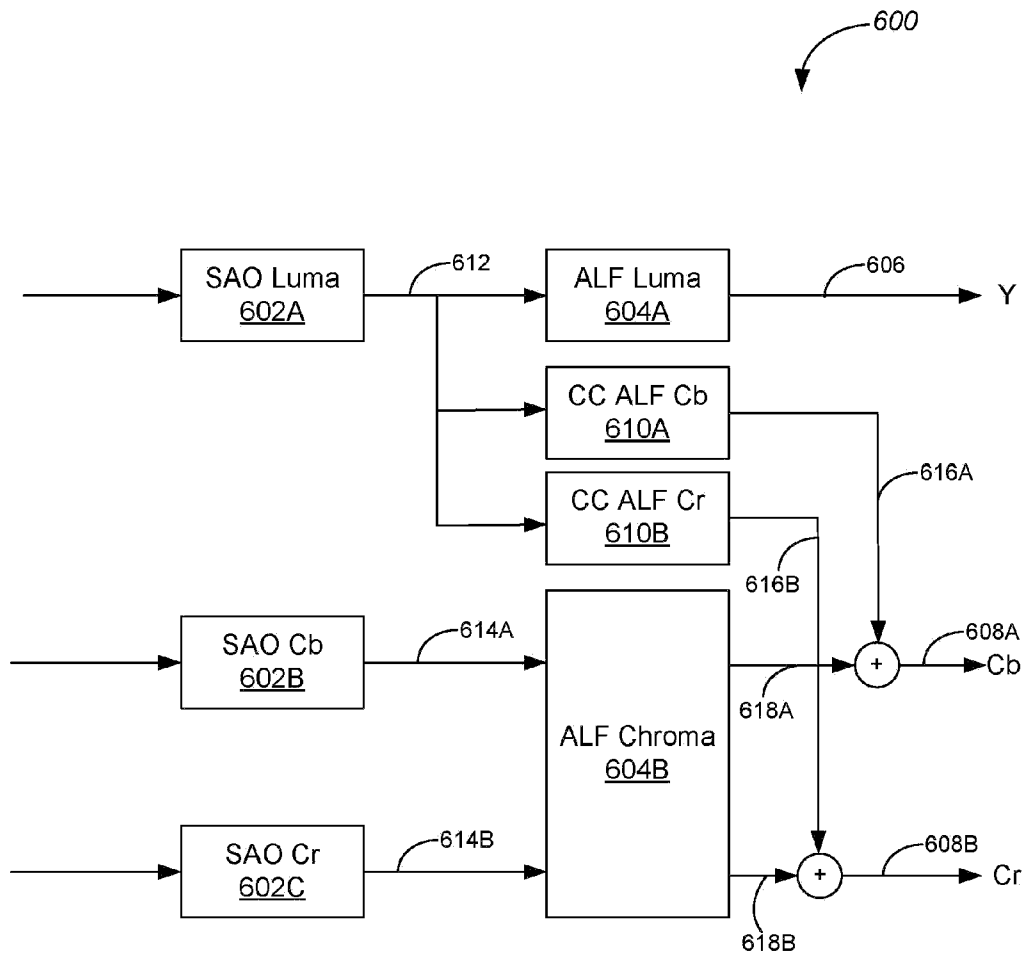 600
SAO Luma
602A
612
ALF Luma
604A
606
Y
CC ALF Cb
610A
616A
CC ALF Cr
610B
616B
SAO Cb
602B
614A
ALF Chroma
604B
618A
+
608A
Cb
SAO Cr
602C
614B
618B
+
608B
Cr